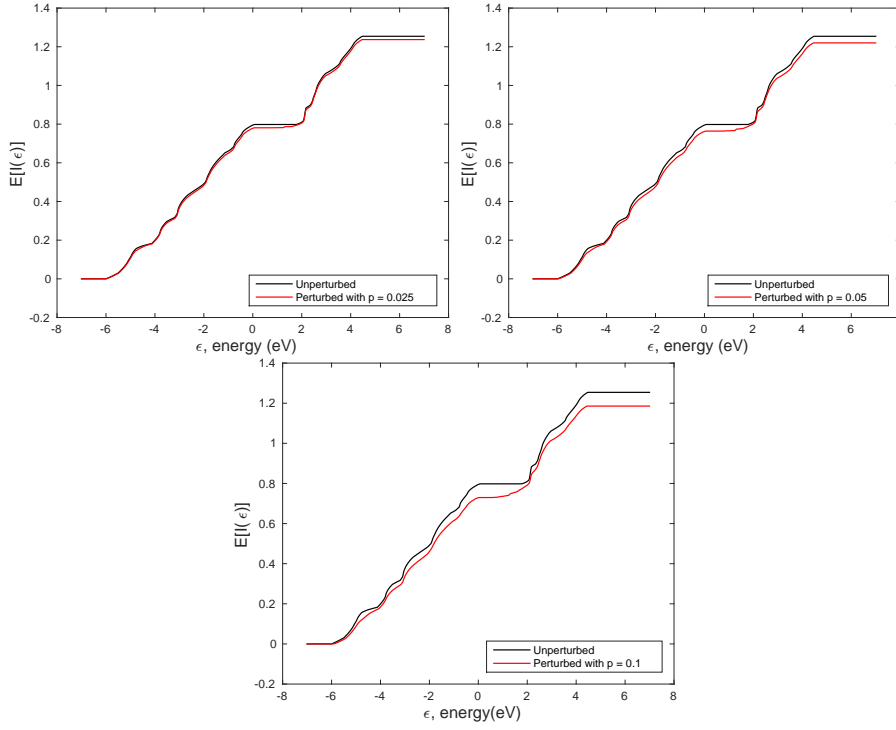 1.4
1.2
1
0.8
0.6
0.4
0.2
0
-0.2
E[I( ϵ)]
-8 -6 -4 -2 0 2 4 6 8
ϵ, energy (eV)
Unperturbed
Perturbed with p = 0.025
1.4
1.2
1
0.8
0.6
0.4
0.2
0
-0.2
E[I( ϵ)]
-8 -6 -4 -2 0 2 4 6
ϵ, energy (eV)
Unperturbed
Perturbed with p = 0.05
1.4
1.2
1
0.8
0.6
0.4
0.2
0
-0.2
E[I( ϵ)]
-8 -6 -4 -2 0 2 4 6 8
ϵ, energy(eV)
Unperturbed
Perturbed with p = 0.1